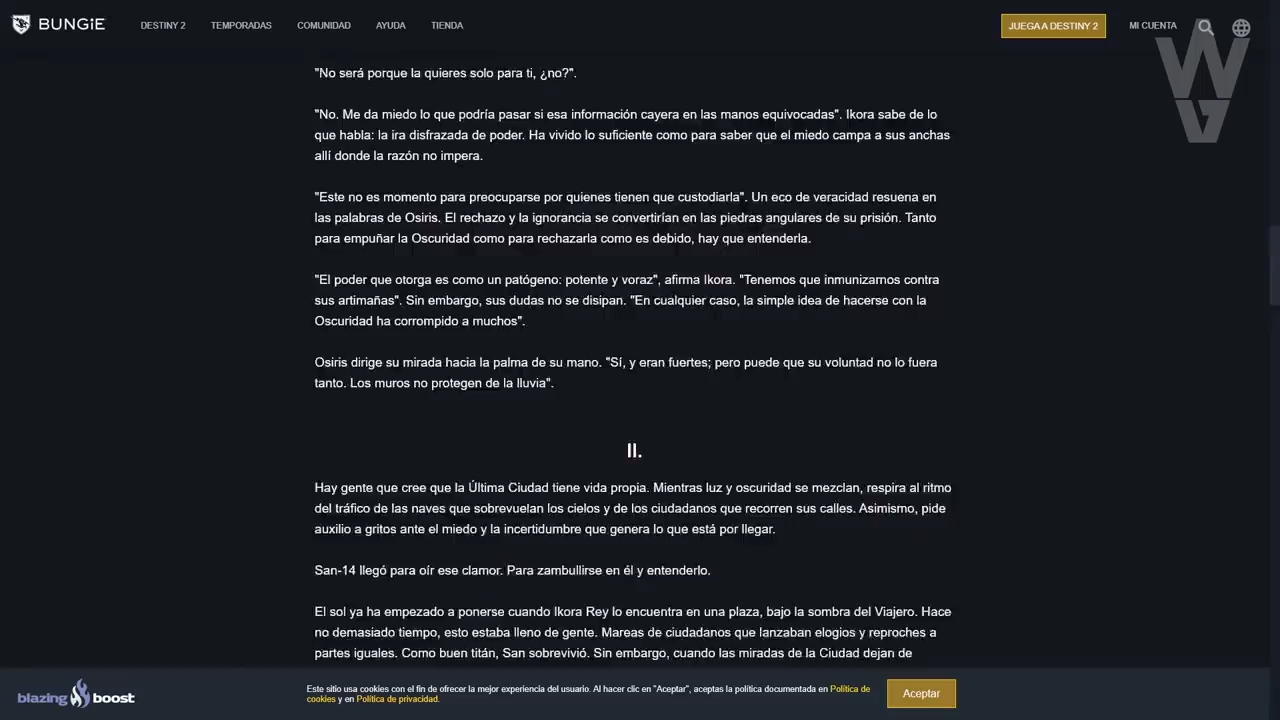 BUNGiE
DESTINY 2 TEMPORADAS COMUNIDAD AYUDA TIENDA
JUEGA A DESTINY 2 MI CUENTA
WG
"No será porque la quieres solo para ti, ¿no?".
"No. Me da miedo lo que podría pasar si esa información cayera en las manos equivocadas". Ikora sabe de lo
que habla: la ira disfrazada de poder. Ha vivido lo suficiente como para saber que el miedo campa a sus anchas
allí donde la razón no impera.
"Este no es momento para preocuparse por quienes tienen que custodiarla". Un eco de veracidad resuena en
las palabras de Osiris. El rechazo y la ignorancia se convertirían en las piedras angulares de su prisión. Tanto
para empuñar la Oscuridad como para rechazarla como es debido, hay que entenderla.
"El poder que otorga es como un patógeno: potente y voraz", afirma Ikora. "Tenemos que inmunizarnos contra
sus artimañas". Sin embargo, sus dudas no se disipan. "En cualquier caso, la simple idea de hacerse con la
Oscuridad ha corrompido a muchos".
Osiris dirige su mirada hacia la palma de su mano. "Sí, y eran fuertes; pero puede que su voluntad no lo fuera
tanto. Los muros no protegen de la lluvia".
II.
Hay gente que cree que la Última Ciudad tiene vida propia. Mientras luz y oscuridad se mezclan, respira al ritmo
del tráfico de las naves que sobrevuelan los cielos y de los ciudadanos que recorren sus calles. Asimismo, pide
auxilio a gritos ante el miedo y la incertidumbre que genera lo que está por llegar.
San-14 llegó para oír ese clamor. Para zambullirse en él y entenderlo.
El sol ya ha empezado a ponerse cuando Ikora Rey lo encuentra en una plaza, bajo la sombra del Viajero. Hace
no demasiado tiempo, esto estaba lleno de gente. Mareas de ciudadanos que lanzaban elogios y reproches a
partes iguales. Como buen titán, San sobrevivió. Sin embargo, cuando las miradas de la Ciudad dejan de
blazing boost
Este sitio usa cookies con el fin de ofrecer la mejor experiencia del usuario. Al hacer clic en "Aceptar", aceptas la política documentada en Política de
cookies y en Política de privacidad.
Aceptar